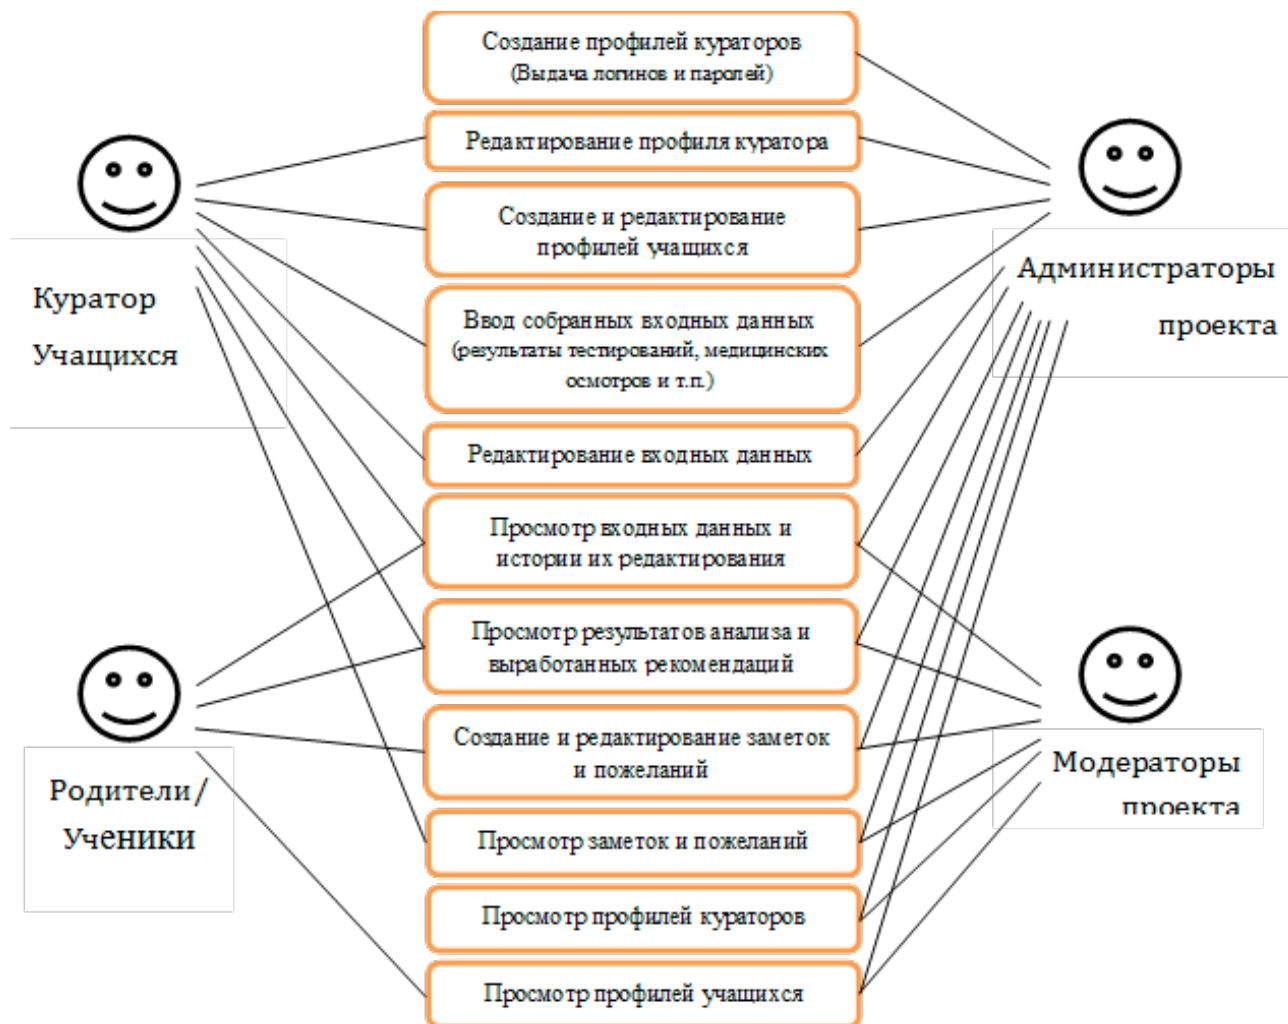 Создание профилей кураторов
(Выдача логинов и паролей)
Редактирование профиля куратора
Создание и редактирование
профилей учащихся
Ввод собранных входных данных
(результаты тестирований, медицинских
осмотров и т.п.)
Редактирование входных данных
Просмотр входных данных и
истории их редактирования
Просмотр результатов анализа и
выработанных рекомендаций
Создание и редактирование заметок
и пожеланий
Просмотр заметок и пожеланий
Просмотр профилей кураторов
Просмотр профилей учащихся
Куратор
Учащихся
Родители/
Ученики
Администраторы
проекта
Модераторы
проекта